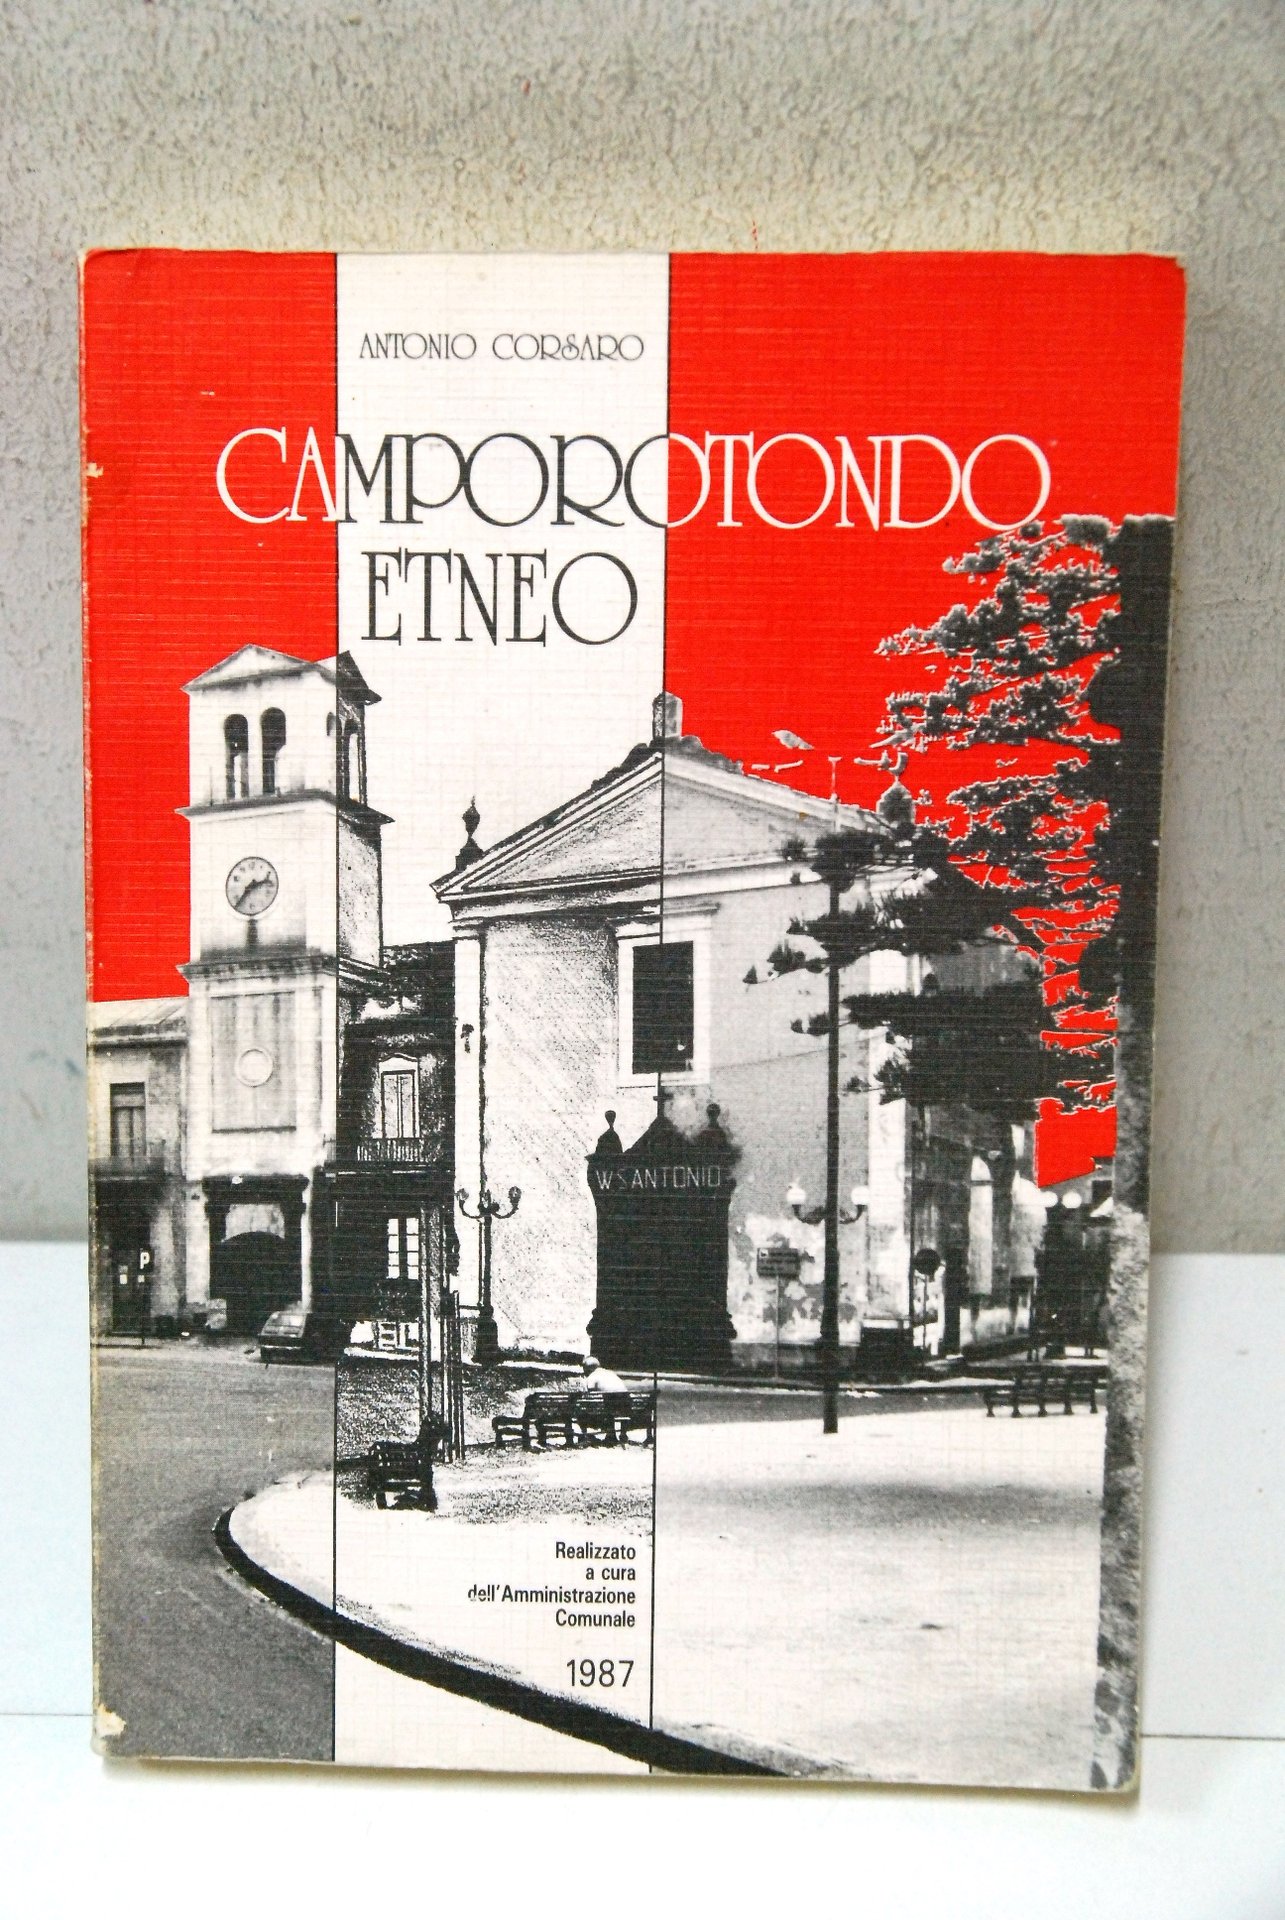 ANTONIO CORSARO
CAMPOROTONDO
ETNEO
W S ANTONIO
P
Realizzato
a cura
dell'Amministrazione
Comunale
1987